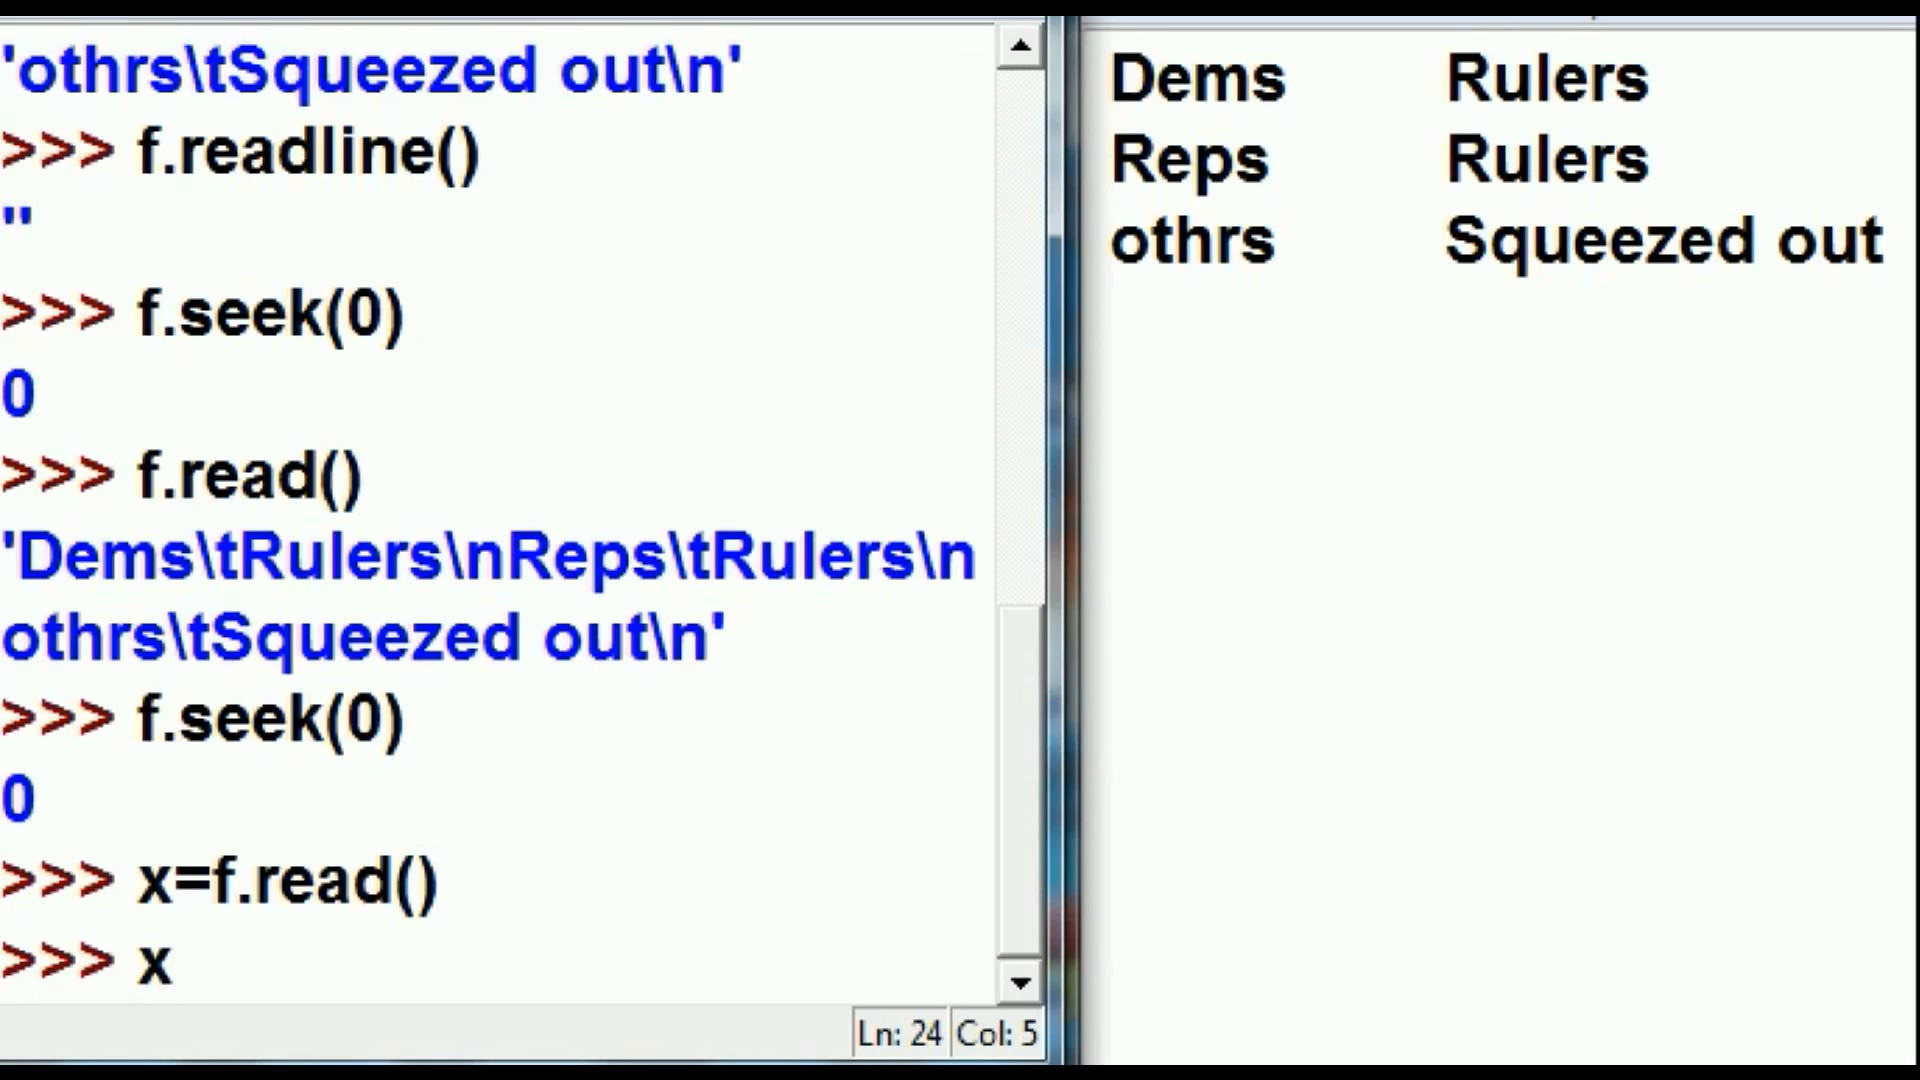 'othrs\tSqueezed out\n'
>>> f.readline()
''
>>> f.seek(0)
0
>>> f.read()
'Dems\tRulers\nReps\tRulers\n
othrs\tSqueezed out\n'
>>> f.seek(0)
0
>>> x=f.read()
>>> x
Ln: 24 Col: 5
Dems Rulers
Reps Rulers
othrs Squeezed out